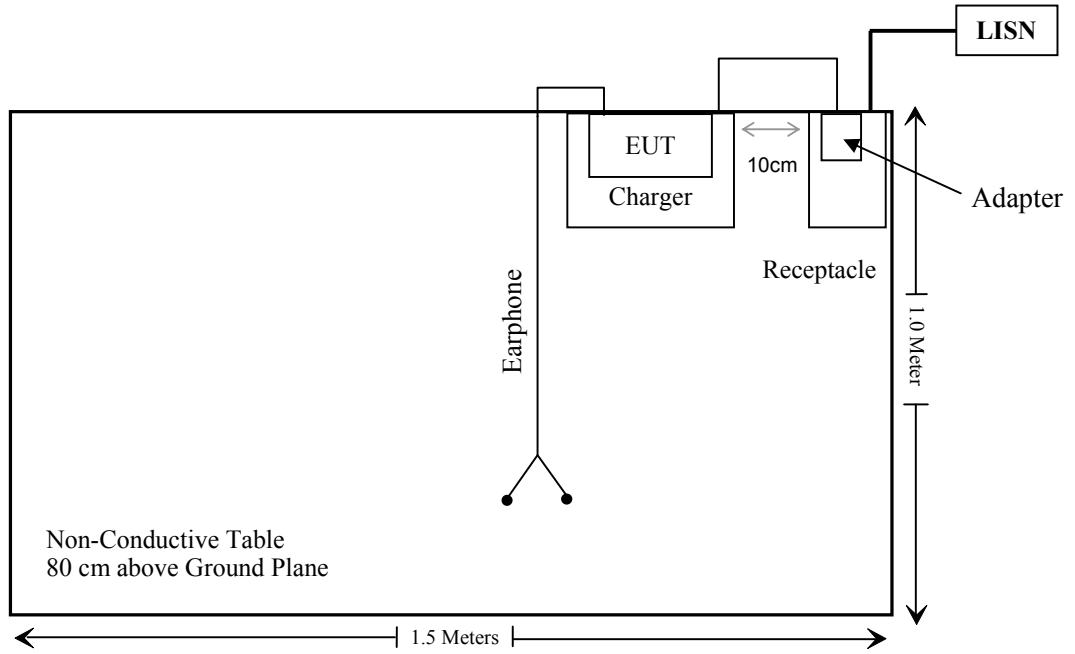 LISN
EUT
10cm
Charger
Adapter
Receptacle
Earphone
1.0 Meter
Non-Conductive Table
80 cm above Ground Plane
1.5 Meters